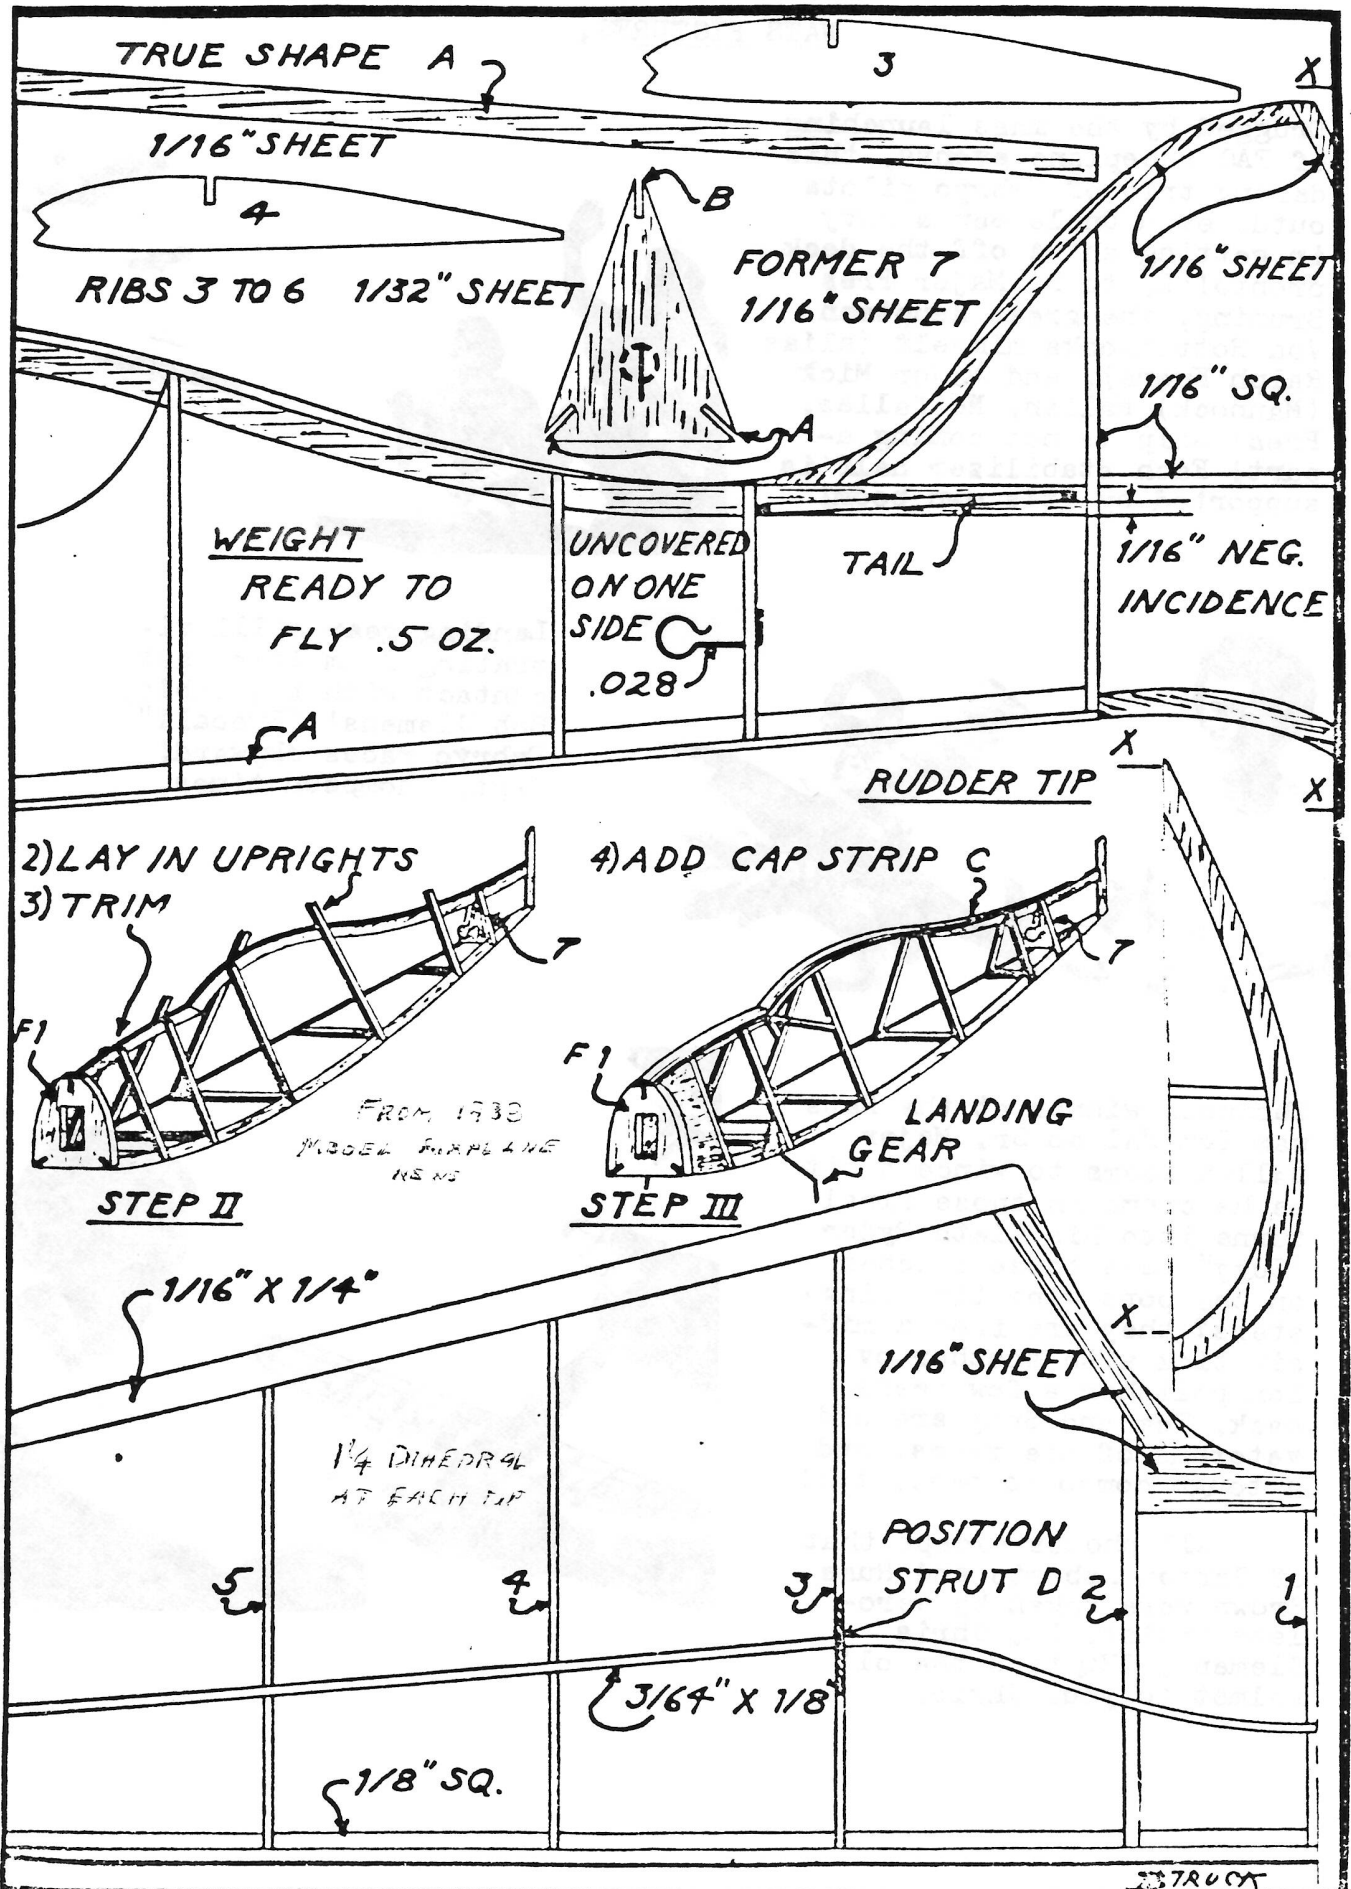 TRUE SHAPE A
3
X
1/16" SHEET
4
B
RIBS 3 TO 6 1/32" SHEET
FORMER 7
1/16" SHEET
1/16" SHEET
7
A
1/16" SQ.
WEIGHT
READY TO
FLY .5 OZ.
UNCOVERED
ON ONE
SIDE
.028
TAIL
1/16" NEG.
INCIDENCE
A
X
RUDDER TIP
X
2) LAY IN UPRIGHTS
3) TRIM
4) ADD CAP STRIP C
7
7
F1
F1
FROM 1938
MODEL AIRPLANE
NEWS
LANDING
GEAR
STEP II
STEP III
1/16" X 1/4"
X
1/16" SHEET
1 1/4 DIHEDRAL
AT EACH TIP
POSITION
STRUT D
5
4
3
2
1
3/64" X 1/8"
1/8" SQ.